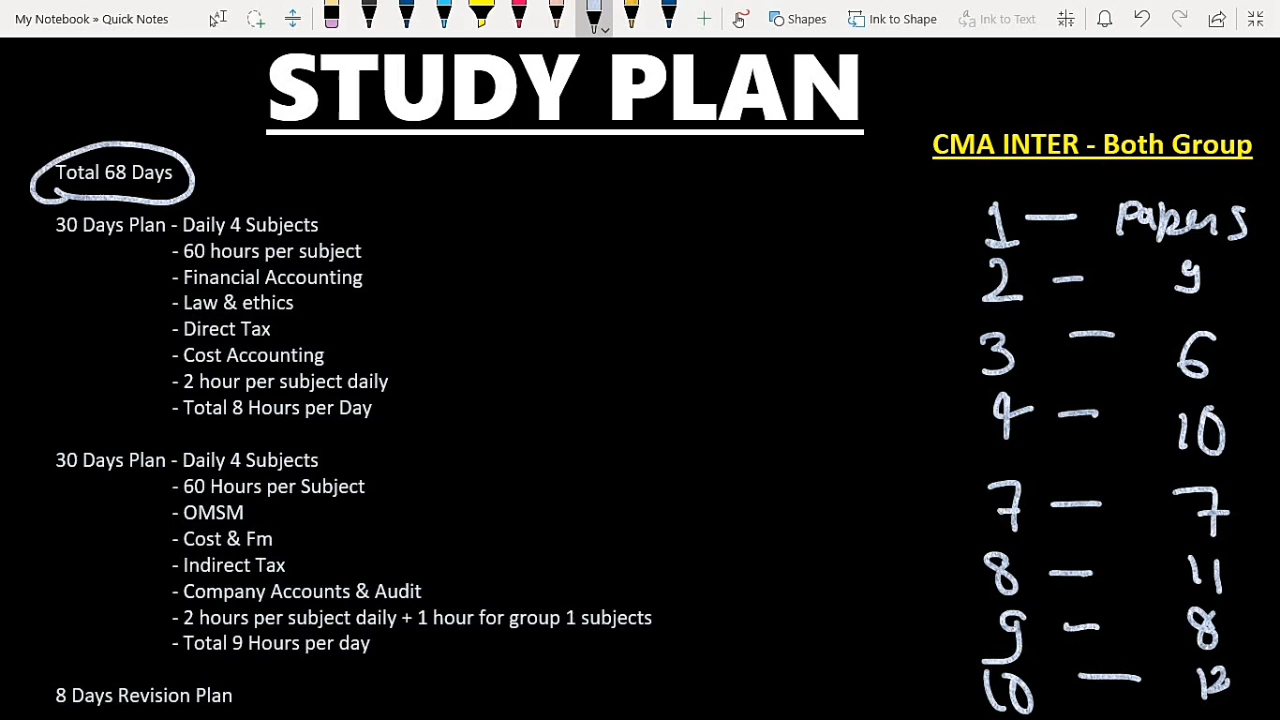 My Notebook » Quick Notes
Shapes
Ink to Shape
Ink to Text
STUDY PLAN
CMA INTER - Both Group
Total 68 Days
30 Days Plan - Daily 4 Subjects
- 60 hours per subject
- Financial Accounting
- Law & ethics
- Direct Tax
- Cost Accounting
- 2 hour per subject daily
- Total 8 Hours per Day
30 Days Plan - Daily 4 Subjects
- 60 Hours per Subject
- OMSM
- Cost & Fm
- Indirect Tax
- Company Accounts & Audit
- 2 hours per subject daily + 1 hour for group 1 subjects
- Total 9 Hours per day
8 Days Revision Plan
1 — Papers
2 —
3 — 6
4 — 10
7 — 7
8 — 11
9 — 8
10 — 12